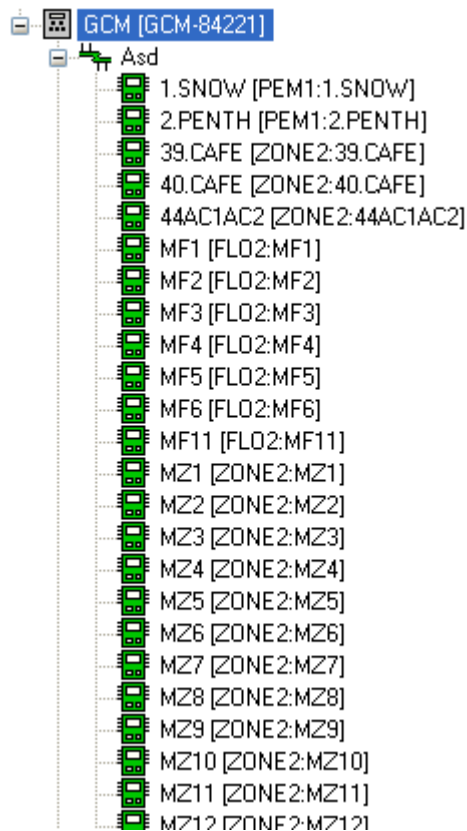 GCM [GCM-84221]
Asd
1.SNOW [PEM1:1.SNOW]
2.PENTH [PEM1:2.PENTH]
39.CAFE [ZONE2:39.CAFE]
40.CAFE [ZONE2:40.CAFE]
44AC1AC2 [ZONE2:44AC1AC2]
MF1 [FLO2:MF1]
MF2 [FLO2:MF2]
MF3 [FLO2:MF3]
MF4 [FLO2:MF4]
MF5 [FLO2:MF5]
MF6 [FLO2:MF6]
MF11 [FLO2:MF11]
MZ1 [ZONE2:MZ1]
MZ2 [ZONE2:MZ2]
MZ3 [ZONE2:MZ3]
MZ4 [ZONE2:MZ4]
MZ5 [ZONE2:MZ5]
MZ6 [ZONE2:MZ6]
MZ7 [ZONE2:MZ7]
MZ8 [ZONE2:MZ8]
MZ9 [ZONE2:MZ9]
MZ10 [ZONE2:MZ10]
MZ11 [ZONE2:MZ11]
MZ12 [ZONE2:MZ12]